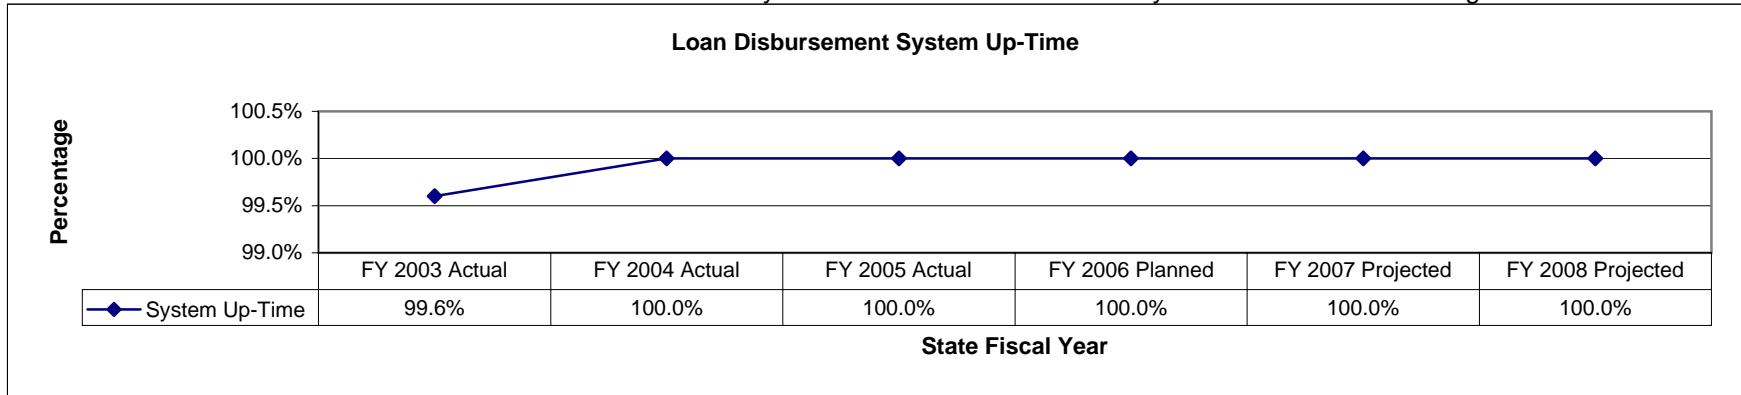 Loan Disbursement System Up-Time
Percentage
100.5%
100.0%
99.5%
99.0%
FY 2003 Actual FY 2004 Actual FY 2005 Actual FY 2006 Planned FY 2007 Projected FY 2008 Projected
System Up-Time 99.6% 100.0% 100.0% 100.0% 100.0% 100.0%
State Fiscal Year